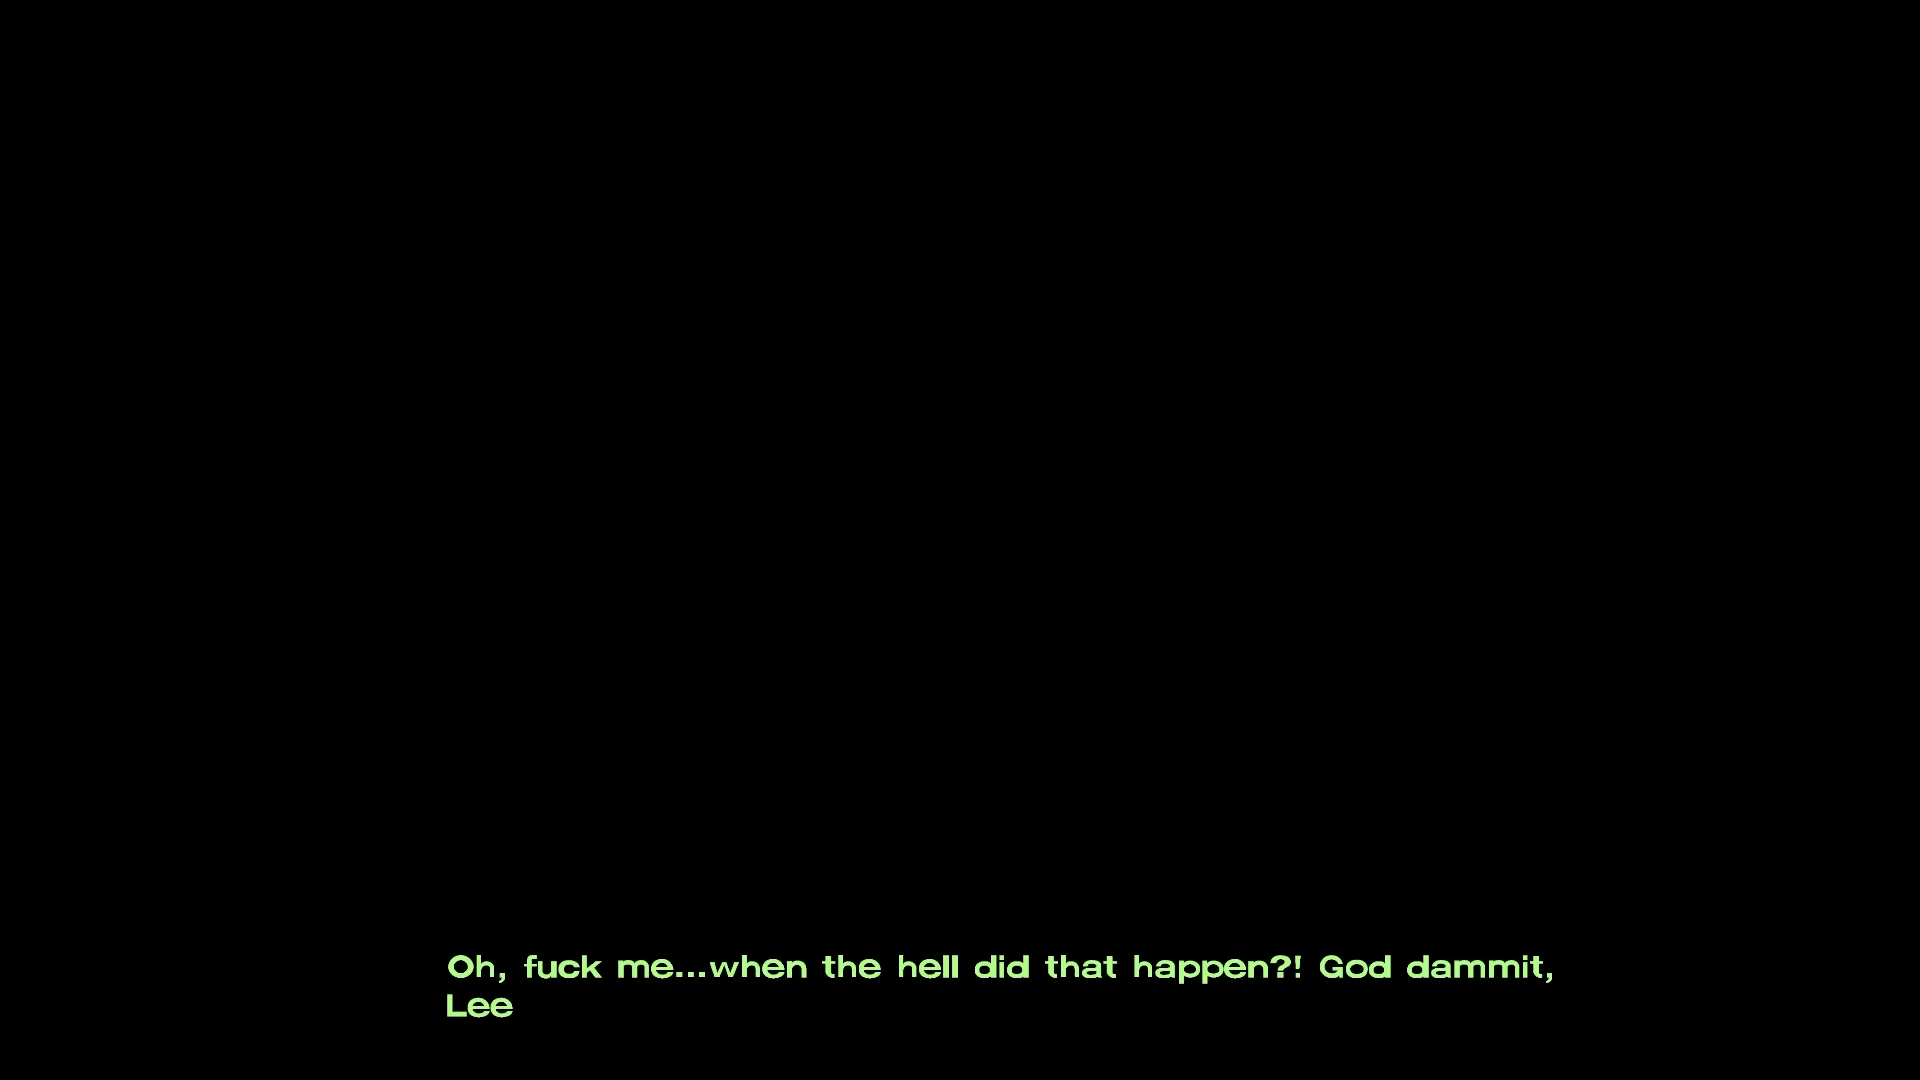 Oh, fuck me...when the hell did that happen?! God dammit,
Lee